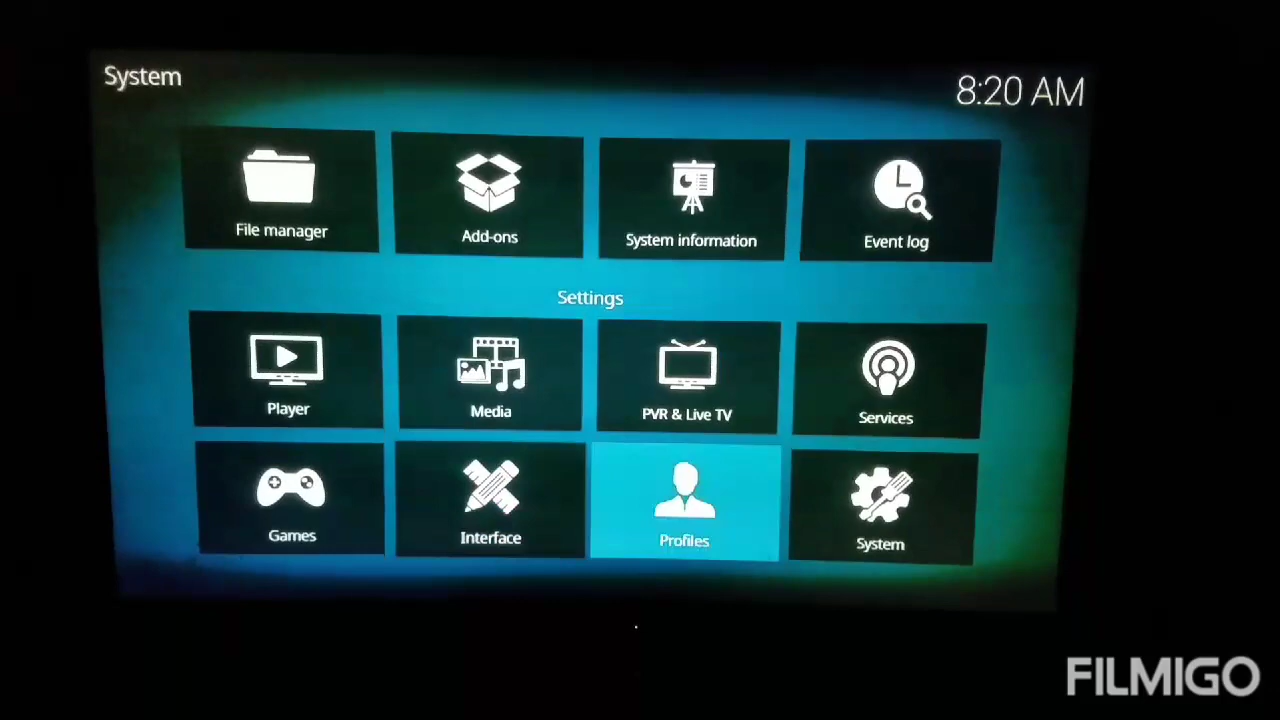 System
8:20 AM
File manager
Add-ons
System information
Event log
Settings
Player
Media
PVR & Live TV
Services
Games
Interface
Profiles
System
FILMIGO